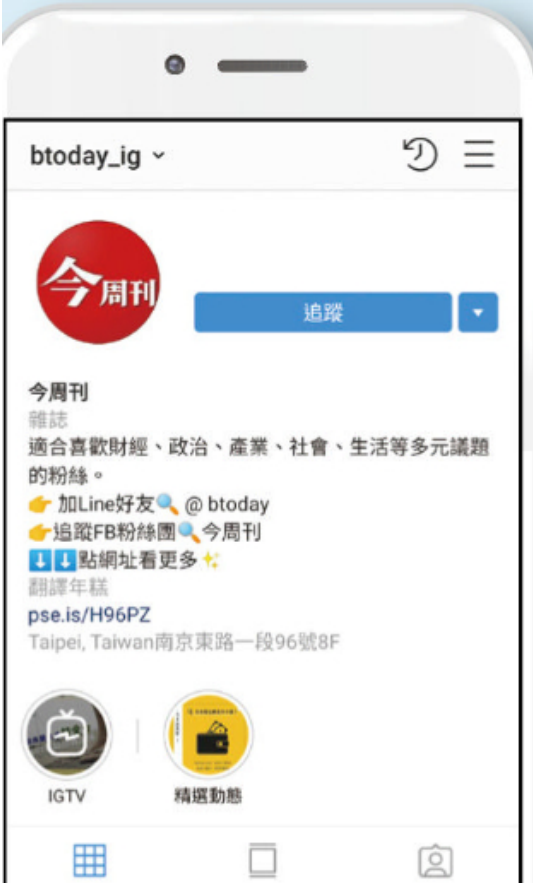 btoday_ig
今周刊
追蹤
今周刊
雜誌
適合喜歡財經、政治、產業、社會、生活等多元議題
的粉絲。
👉 加Line好友🔍 @ btoday
👉追蹤FB粉絲團🔍今周刊
⬇️⬇️點網址看更多✨
翻譯年糕
pse.is/H96PZ
Taipei, Taiwan南京東路一段96號8F
IGTV
精選動態